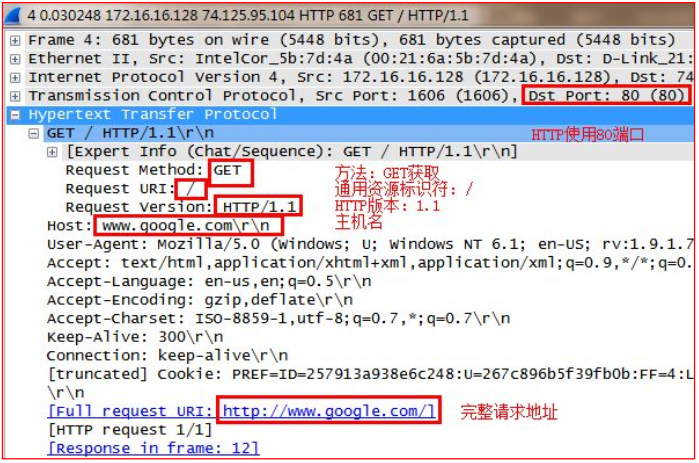 4 0.030248 172.16.16.128 74.125.95.104 HTTP 681 GET / HTTP/1.1
Frame 4: 681 bytes on wire (5448 bits), 681 bytes captured (5448 bits)
Ethernet II, Src: IntelCor_5b:7d:4a (00:21:6a:5b:7d:4a), Dst: D-Link_21:
Internet Protocol Version 4, Src: 172.16.16.128 (172.16.16.128), Dst: 74
Transmission Control Protocol, Src Port: 1606 (1606), Dst Port: 80 (80)
Hypertext Transfer Protocol
GET / HTTP/1.1\r\n HTTP使用80端口
[Expert Info (Chat/Sequence): GET / HTTP/1.1\r\n]
Request Method: GET 方法：GET获取
Request URI: / 通用资源标识符：/
Request Version: HTTP/1.1 HTTP版本：1.1
Host: www.google.com\r\n 主机名
User-Agent: Mozilla/5.0 (Windows; U; Windows NT 6.1; en-US; rv:1.9.1.7
Accept: text/html,application/xhtml+xml,application/xml;q=0.9,*/*;q=0.
Accept-Language: en-us,en;q=0.5\r\n
Accept-Encoding: gzip,deflate\r\n
Accept-Charset: ISO-8859-1,utf-8;q=0.7,*;q=0.7\r\n
Keep-Alive: 300\r\n
Connection: keep-alive\r\n
[truncated] Cookie: PREF=ID=257913a938e6c248:U=267c896b5f39fb0b:FF=4:L
\r\n
[Full request URI: http://www.google.com/] 完整请求地址
[HTTP request 1/1]
[Response in frame: 12]